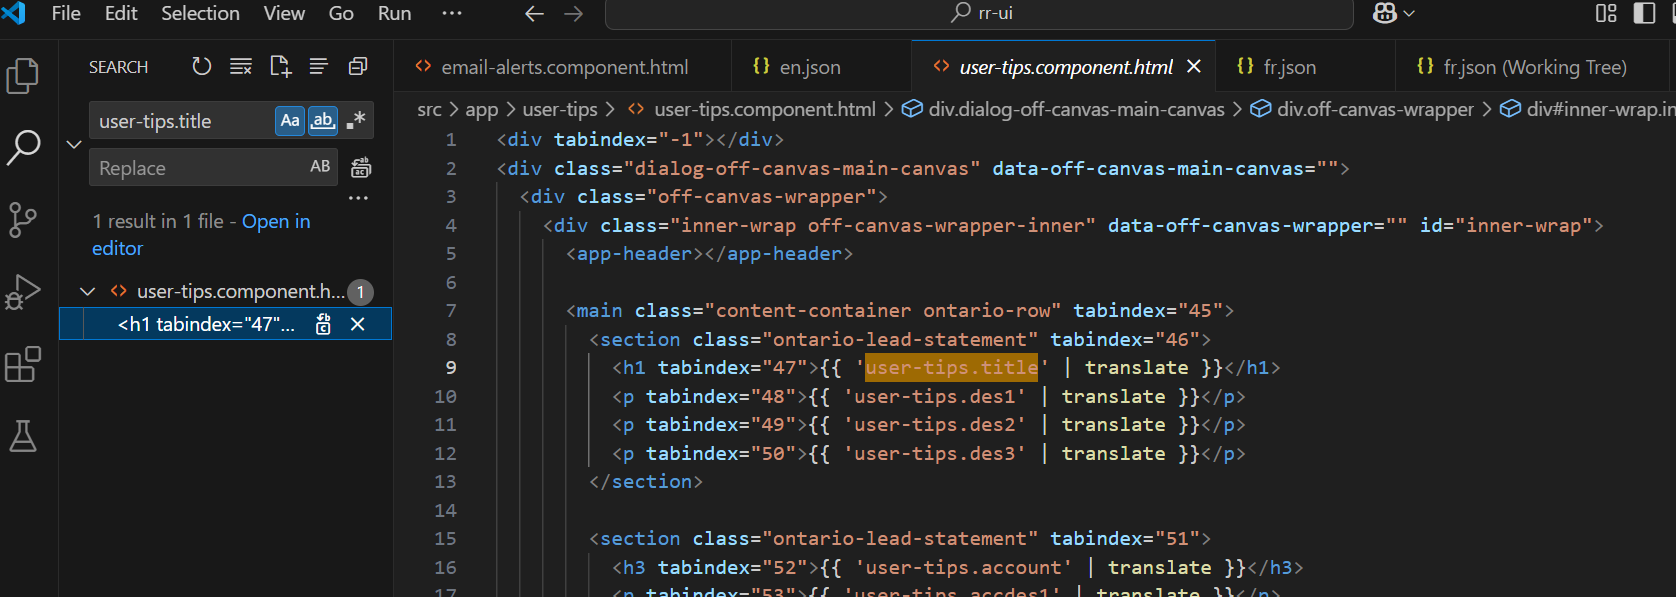 File Edit Selection View Go Run ··· rr-ui
SEARCH
user-tips.title Aa ab .*
Replace AB
1 result in 1 file - Open in
editor
user-tips.component.h... 1
<h1 tabindex="47"...
email-alerts.component.html {} en.json user-tips.component.html {} fr.json {} fr.json (Working Tree)
src > app > user-tips > user-tips.component.html > div.dialog-off-canvas-main-canvas > div.off-canvas-wrapper > div#inner-wrap.in
1 <div tabindex="-1"></div>
2 <div class="dialog-off-canvas-main-canvas" data-off-canvas-main-canvas="">
3 <div class="off-canvas-wrapper">
4 <div class="inner-wrap off-canvas-wrapper-inner" data-off-canvas-wrapper="" id="inner-wrap">
5 <app-header></app-header>
6
7 <main class="content-container ontario-row" tabindex="45">
8 <section class="ontario-lead-statement" tabindex="46">
9 <h1 tabindex="47">{{ 'user-tips.title' | translate }}</h1>
10 <p tabindex="48">{{ 'user-tips.des1' | translate }}</p>
11 <p tabindex="49">{{ 'user-tips.des2' | translate }}</p>
12 <p tabindex="50">{{ 'user-tips.des3' | translate }}</p>
13 </section>
14
15 <section class="ontario-lead-statement" tabindex="51">
16 <h3 tabindex="52">{{ 'user-tips.account' | translate }}</h3>
17 <p tabindex="53">{{ 'user-tips.accdes1' | translate }}</p>